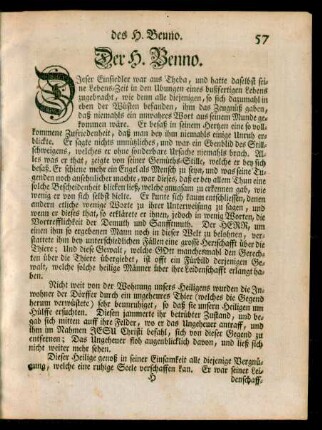 des H. Benno.
57
Der H. Benno.
Dieser Einsiedler war aus Theba, und hatte daselbst sei-
ne Lebens-Zeit in den Ubungen eines bußfertigen Lebens
zugebracht, wie denn alle diejenigen, so sich dazumahl in
eben der Wüsten befunden, ihm das Zeugniß gaben,
daß niemahls ein unwahres Wort aus seinem Munde ge-
kommen wäre. Er besaß in seinem Hertzen eine so voll-
kommene Zufriedenheit, daß man bey ihm niemahls einige Unruh er-
blickte. Er sagte nichts unnützliches, und war ein Ebenbild des Still-
schweigens, welches er ohne sonderbare Ursache niemahls brach. Al-
les was er that, zeigte von seiner Gemüths-Stille, welche er bey sich
besaß. Er schiene mehr ein Engel als Mensch zu seyn, und was seine Tu-
genden noch ansehnlicher machte, war dieses, daß er bey allem Thun eine
solche Bescheidenheit blicken ließ, welche gnugsam zu erkennen gab, wie
wenig er von sich selbst hielte. Er kunte sich kaum entschliessen, denen
andern etliche wenige Worte zu ihrer Unterweisung zu sagen, und
wenn er dieses that, so erklärete er ihnen, jedoch in wenig Worten, die
Vortrefflichkeit der Demuth und Sanfftmuth. Der HERR, um
einen ihm so ergebenen Mann noch in dieser Welt zu belohnen, ver-
stattete ihm bey unterschiedlichen Fällen eine grosse Herrschafft über die
Thiere; Und diese Gewalt, welche GOtt manchesmahl den Gerechten
über die Thiere übergiebet, ist offt ein Fürbild derjenigen Ge-
walt, welche solche heilige Männer über ihre Leidenschafft erlangt ha-
ben.
Nicht weit von der Wohnung unsers Heiligens wurden die In-
wohner der Dörffer durch ein ungeheures Thier (welches die Gegend
herum verwüstete) sehr beunruhiget, so daß sie unsern Heiligen um
Hülffe ersuchten. Diesen jammerte ihr betrübter Zustand, und be-
gab sich mitten auf ihre Felder, wo er das Ungeheuer antraff, und
ihm im Nahmen JESU Christi befahl, sich von dieser Gegend zu
entfernen; Das Ungeheuer floh augenblicklich davon, und ließ sich
nicht weiter mehr sehen.
Dieser Heilige genoß in seiner Einsamkeit alle diejenige Vergnü-
gung, welche eine ruhige Seele verschaffen kan. Er war seiner Lei-
H
denschafft,